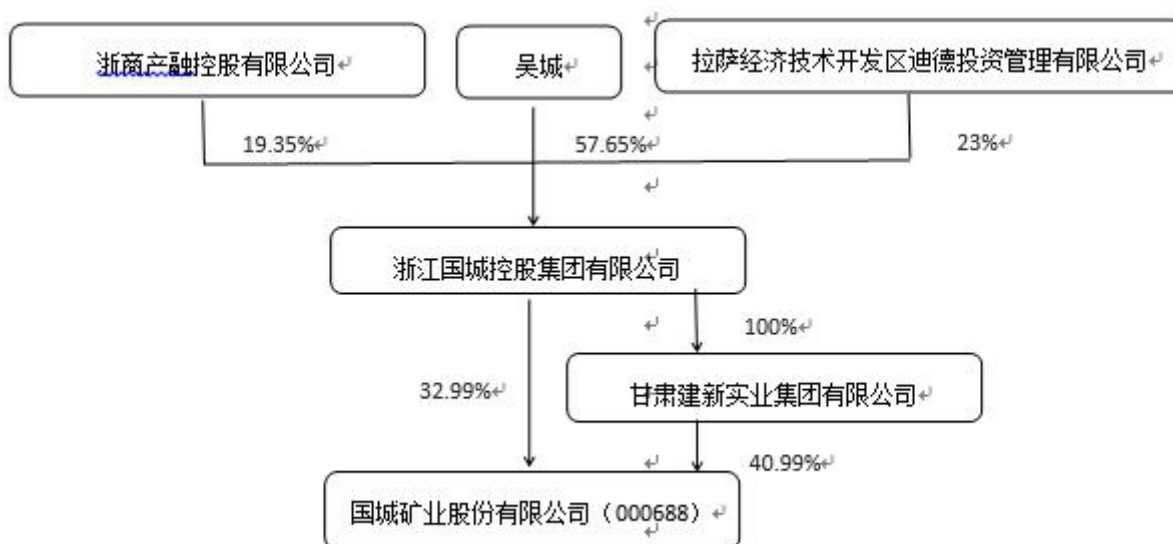 浙商产融控股有限公司
吴城
拉萨经济技术开发区迪德投资管理有限公司
19.35%
57.65%
23%
浙江国城控股集团有限公司
100%
32.99%
甘肃建新实业集团有限公司
40.99%
国城矿业股份有限公司（000688）